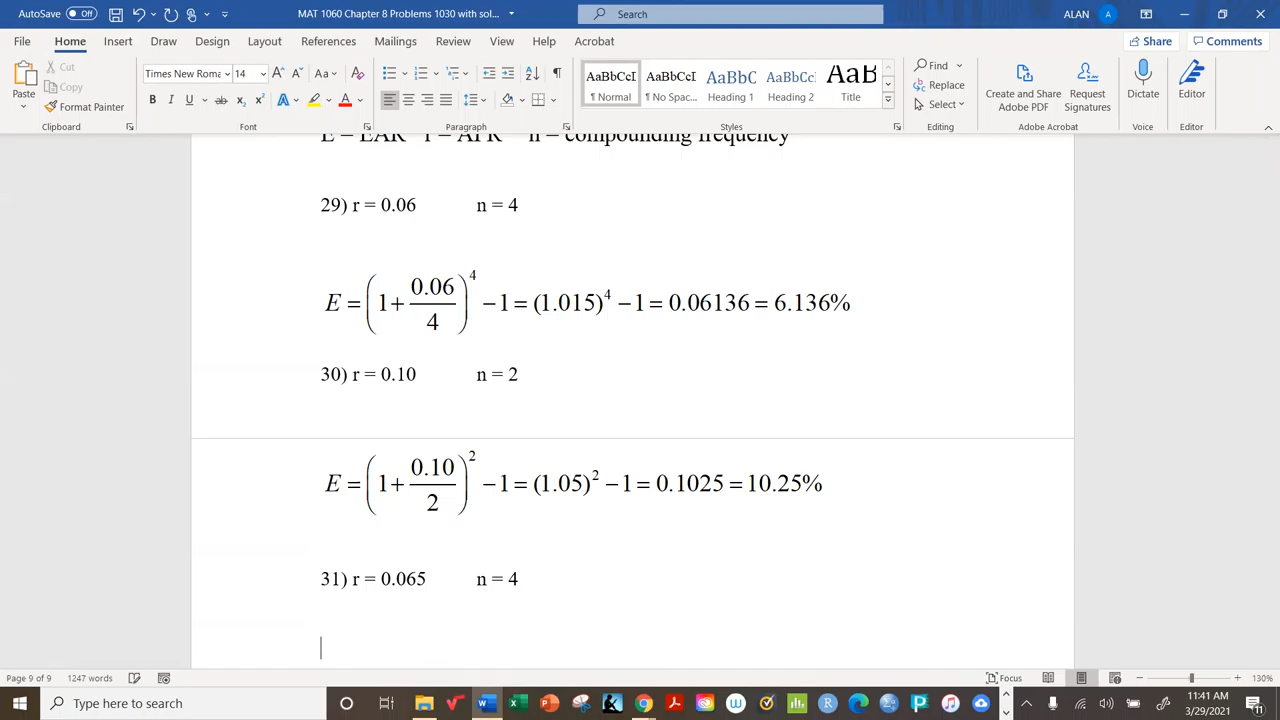 AutoSave Off MAT 1060 Chapter 8 Problems 1030 with sol... Search ALAN A
File Home Insert Draw Design Layout References Mailings Review View Help Acrobat Share Comments
Paste Cut Copy Format Painter
Times New Roma 14
AaBbCcI AaBbCcI AaBbC AaBbCc AaB
¶ Normal ¶ No Spac... Heading 1 Heading 2 Title
Find Replace Select
Create and Share Adobe PDF Request Signatures Dictate Editor
Clipboard Font Paragraph Styles Editing Adobe Acrobat Voice Editor
E = EAR r = APR n = compounding frequency
29) r = 0.06 n = 4
E = (1 + 0.06/4)^4 − 1 = (1.015)^4 − 1 = 0.06136 = 6.136%
30) r = 0.10 n = 2
E = (1 + 0.10/2)^2 − 1 = (1.05)^2 − 1 = 0.1025 = 10.25%
31) r = 0.065 n = 4
Page 9 of 9 1247 words Focus 130%
Type here to search
11:41 AM
3/29/2021